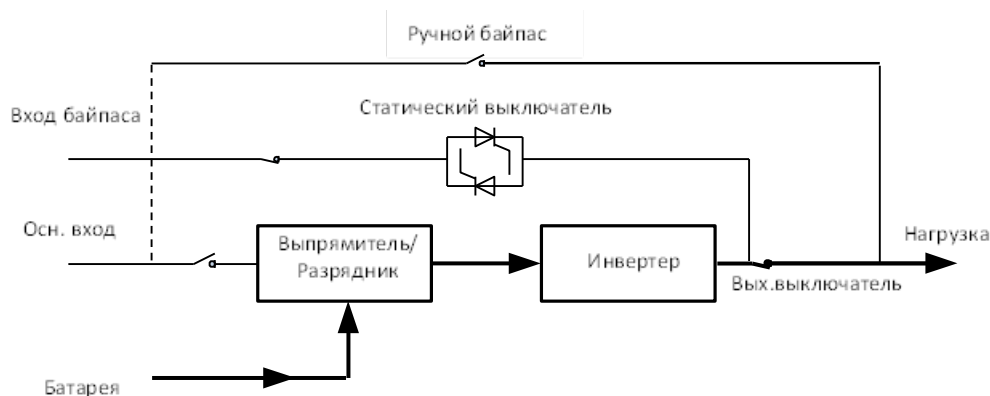 Ручной байпас
Статический выключатель
Вход байпаса
Осн. вход
Выпрямитель/
Разрядник
Инвертер
Нагрузка
Вых.выключатель
Батарея